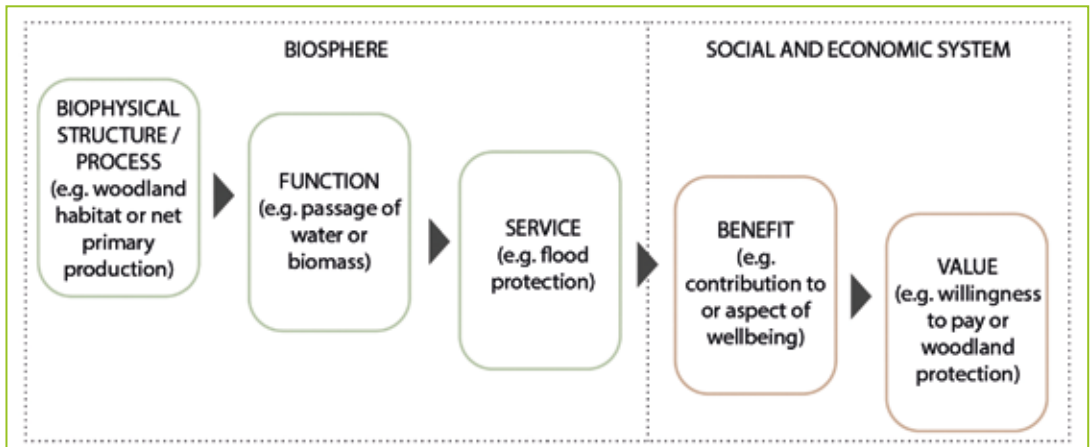 BIOSPHERE
SOCIAL AND ECONOMIC SYSTEM
BIOPHYSICAL
STRUCTURE /
PROCESS
(e.g. woodland
habitat or net
primary
production)
FUNCTION
(e.g. passage of
water or
biomass)
SERVICE
(e.g. flood
protection)
BENEFIT
(e.g.
contribution to
or aspect of
wellbeing)
VALUE
(e.g. willingness
to pay or
woodland
protection)